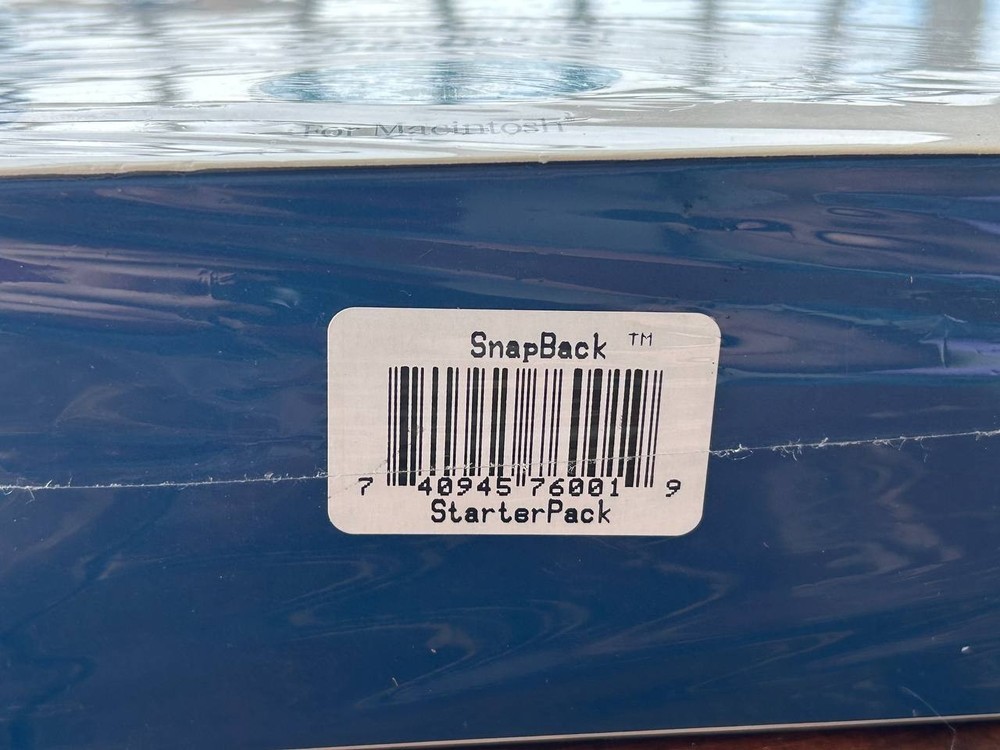 For Macintosh®
SnapBack ™
7 40945 76001 9
StarterPack